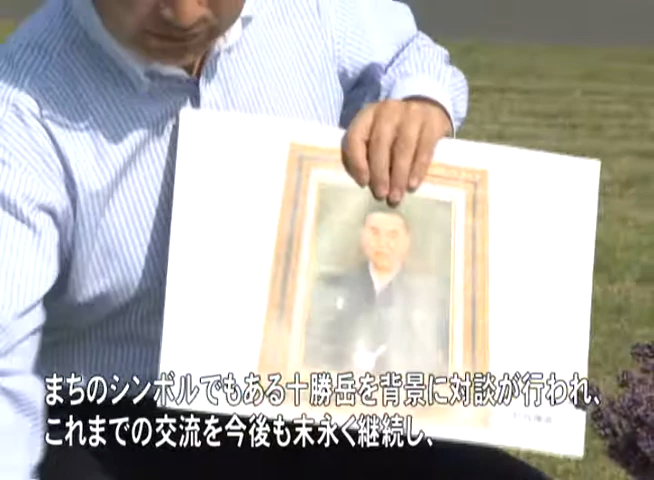 まちのシンボルでもある十勝岳を背景に対談が行われ、
これまでの交流を今後も末永く継続し、